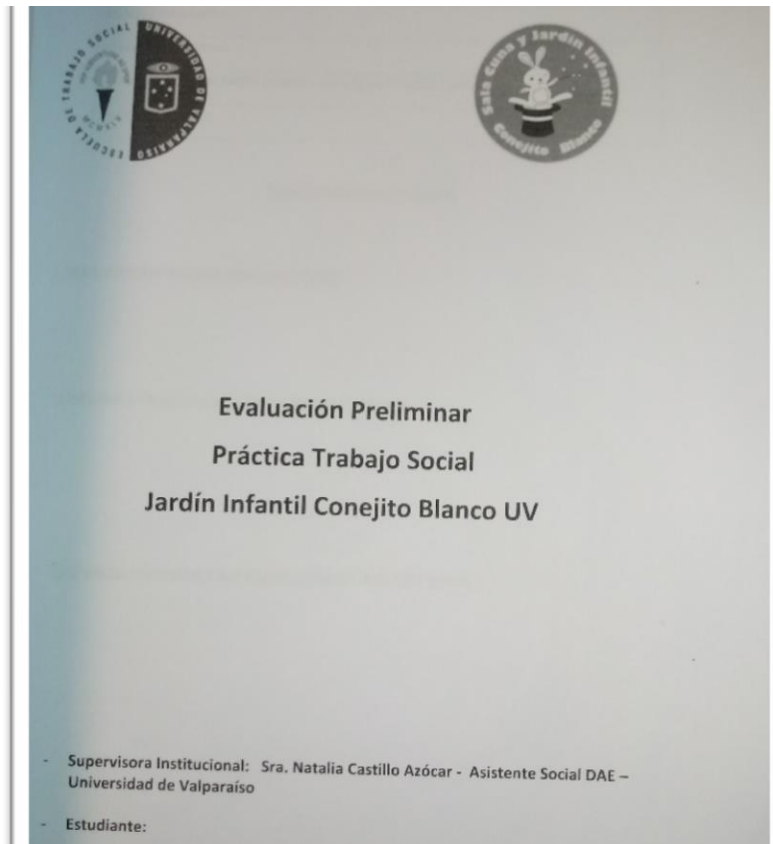 ESCUELA DE TRABAJO SOCIAL UNIVERSIDAD DE VALPARAISO
MCMXLV
Sala Cuna y Jardín Infantil
Conejito Blanco
Evaluación Preliminar
Práctica Trabajo Social
Jardín Infantil Conejito Blanco UV
- Supervisora Institucional: Sra. Natalia Castillo Azócar - Asistente Social DAE –
Universidad de Valparaíso
- Estudiante: